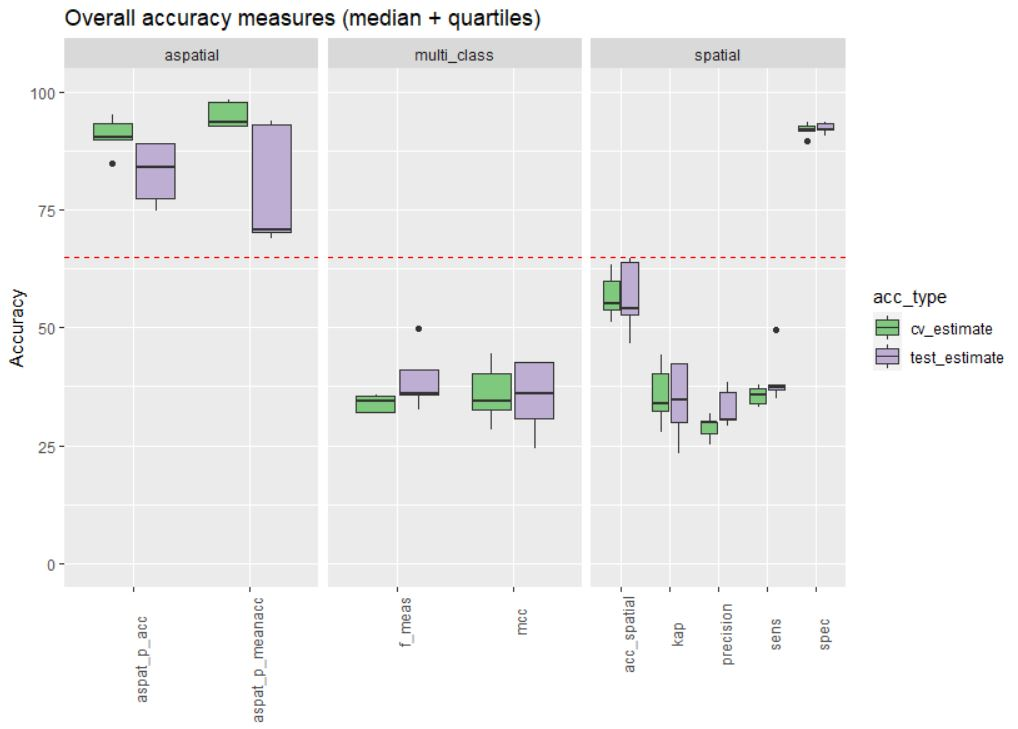 Overall accuracy measures (median + quartiles)
aspatial
multi_class
spatial
Accuracy
100
75
50
25
0
aspat_p_acc
aspat_p_meanacc
f_meas
mcc
acc_spatial
kap
precision
sens
spec
acc_type
cv_estimate
test_estimate